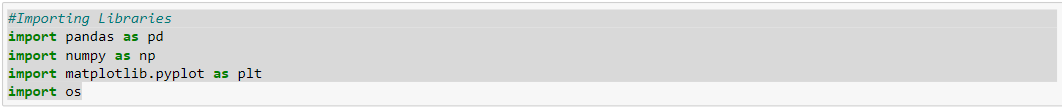 #Importing Libraries
import pandas as pd
import numpy as np
import matplotlib.pyplot as plt
import os